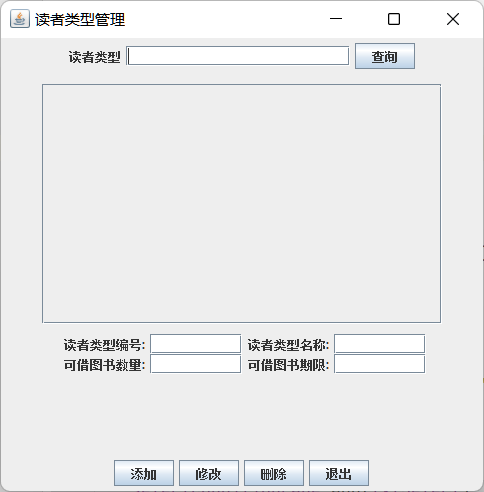 读者类型管理
读者类型 查询
读者类型编号: 读者类型名称:
可借图书数量: 可借图书期限:
添加 修改 删除 退出